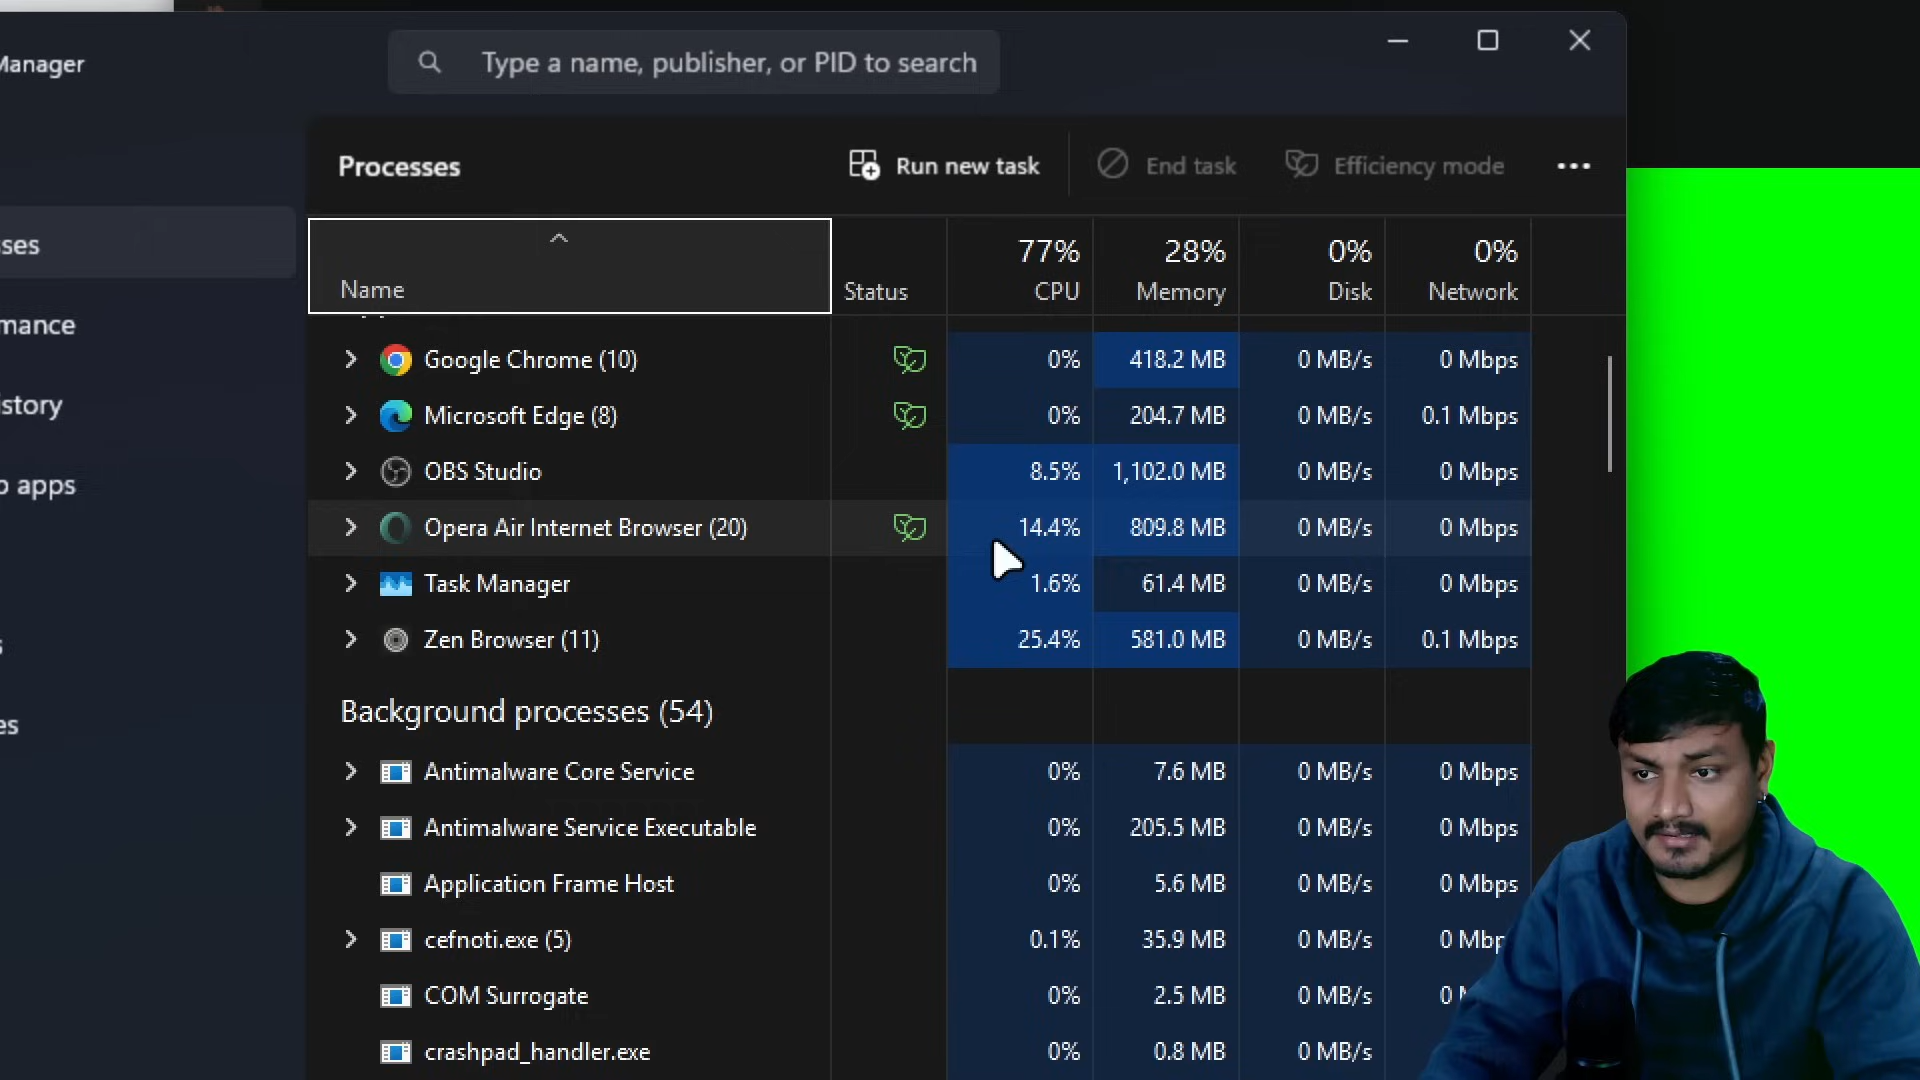 Manager
Type a name, publisher, or PID to search
Processes
Run new task
End task
Efficiency mode
sses
mance
istory
p apps
s
es
Name
Status
77%
CPU
28%
Memory
0%
Disk
0%
Network
Google Chrome (10) 0% 418.2 MB 0 MB/s 0 Mbps
Microsoft Edge (8) 0% 204.7 MB 0 MB/s 0.1 Mbps
OBS Studio 8.5% 1,102.0 MB 0 MB/s 0 Mbps
Opera Air Internet Browser (20) 14.4% 809.8 MB 0 MB/s 0 Mbps
Task Manager 1.6% 61.4 MB 0 MB/s 0 Mbps
Zen Browser (11) 25.4% 581.0 MB 0 MB/s 0.1 Mbps
Background processes (54)
Antimalware Core Service 0% 7.6 MB 0 MB/s 0 Mbps
Antimalware Service Executable 0% 205.5 MB 0 MB/s 0 Mbps
Application Frame Host 0% 5.6 MB 0 MB/s 0 Mbps
cefnoti.exe (5) 0.1% 35.9 MB 0 MB/s 0 Mbp
COM Surrogate 0% 2.5 MB 0 MB/s 0
crashpad_handler.exe 0% 0.8 MB 0 MB/s